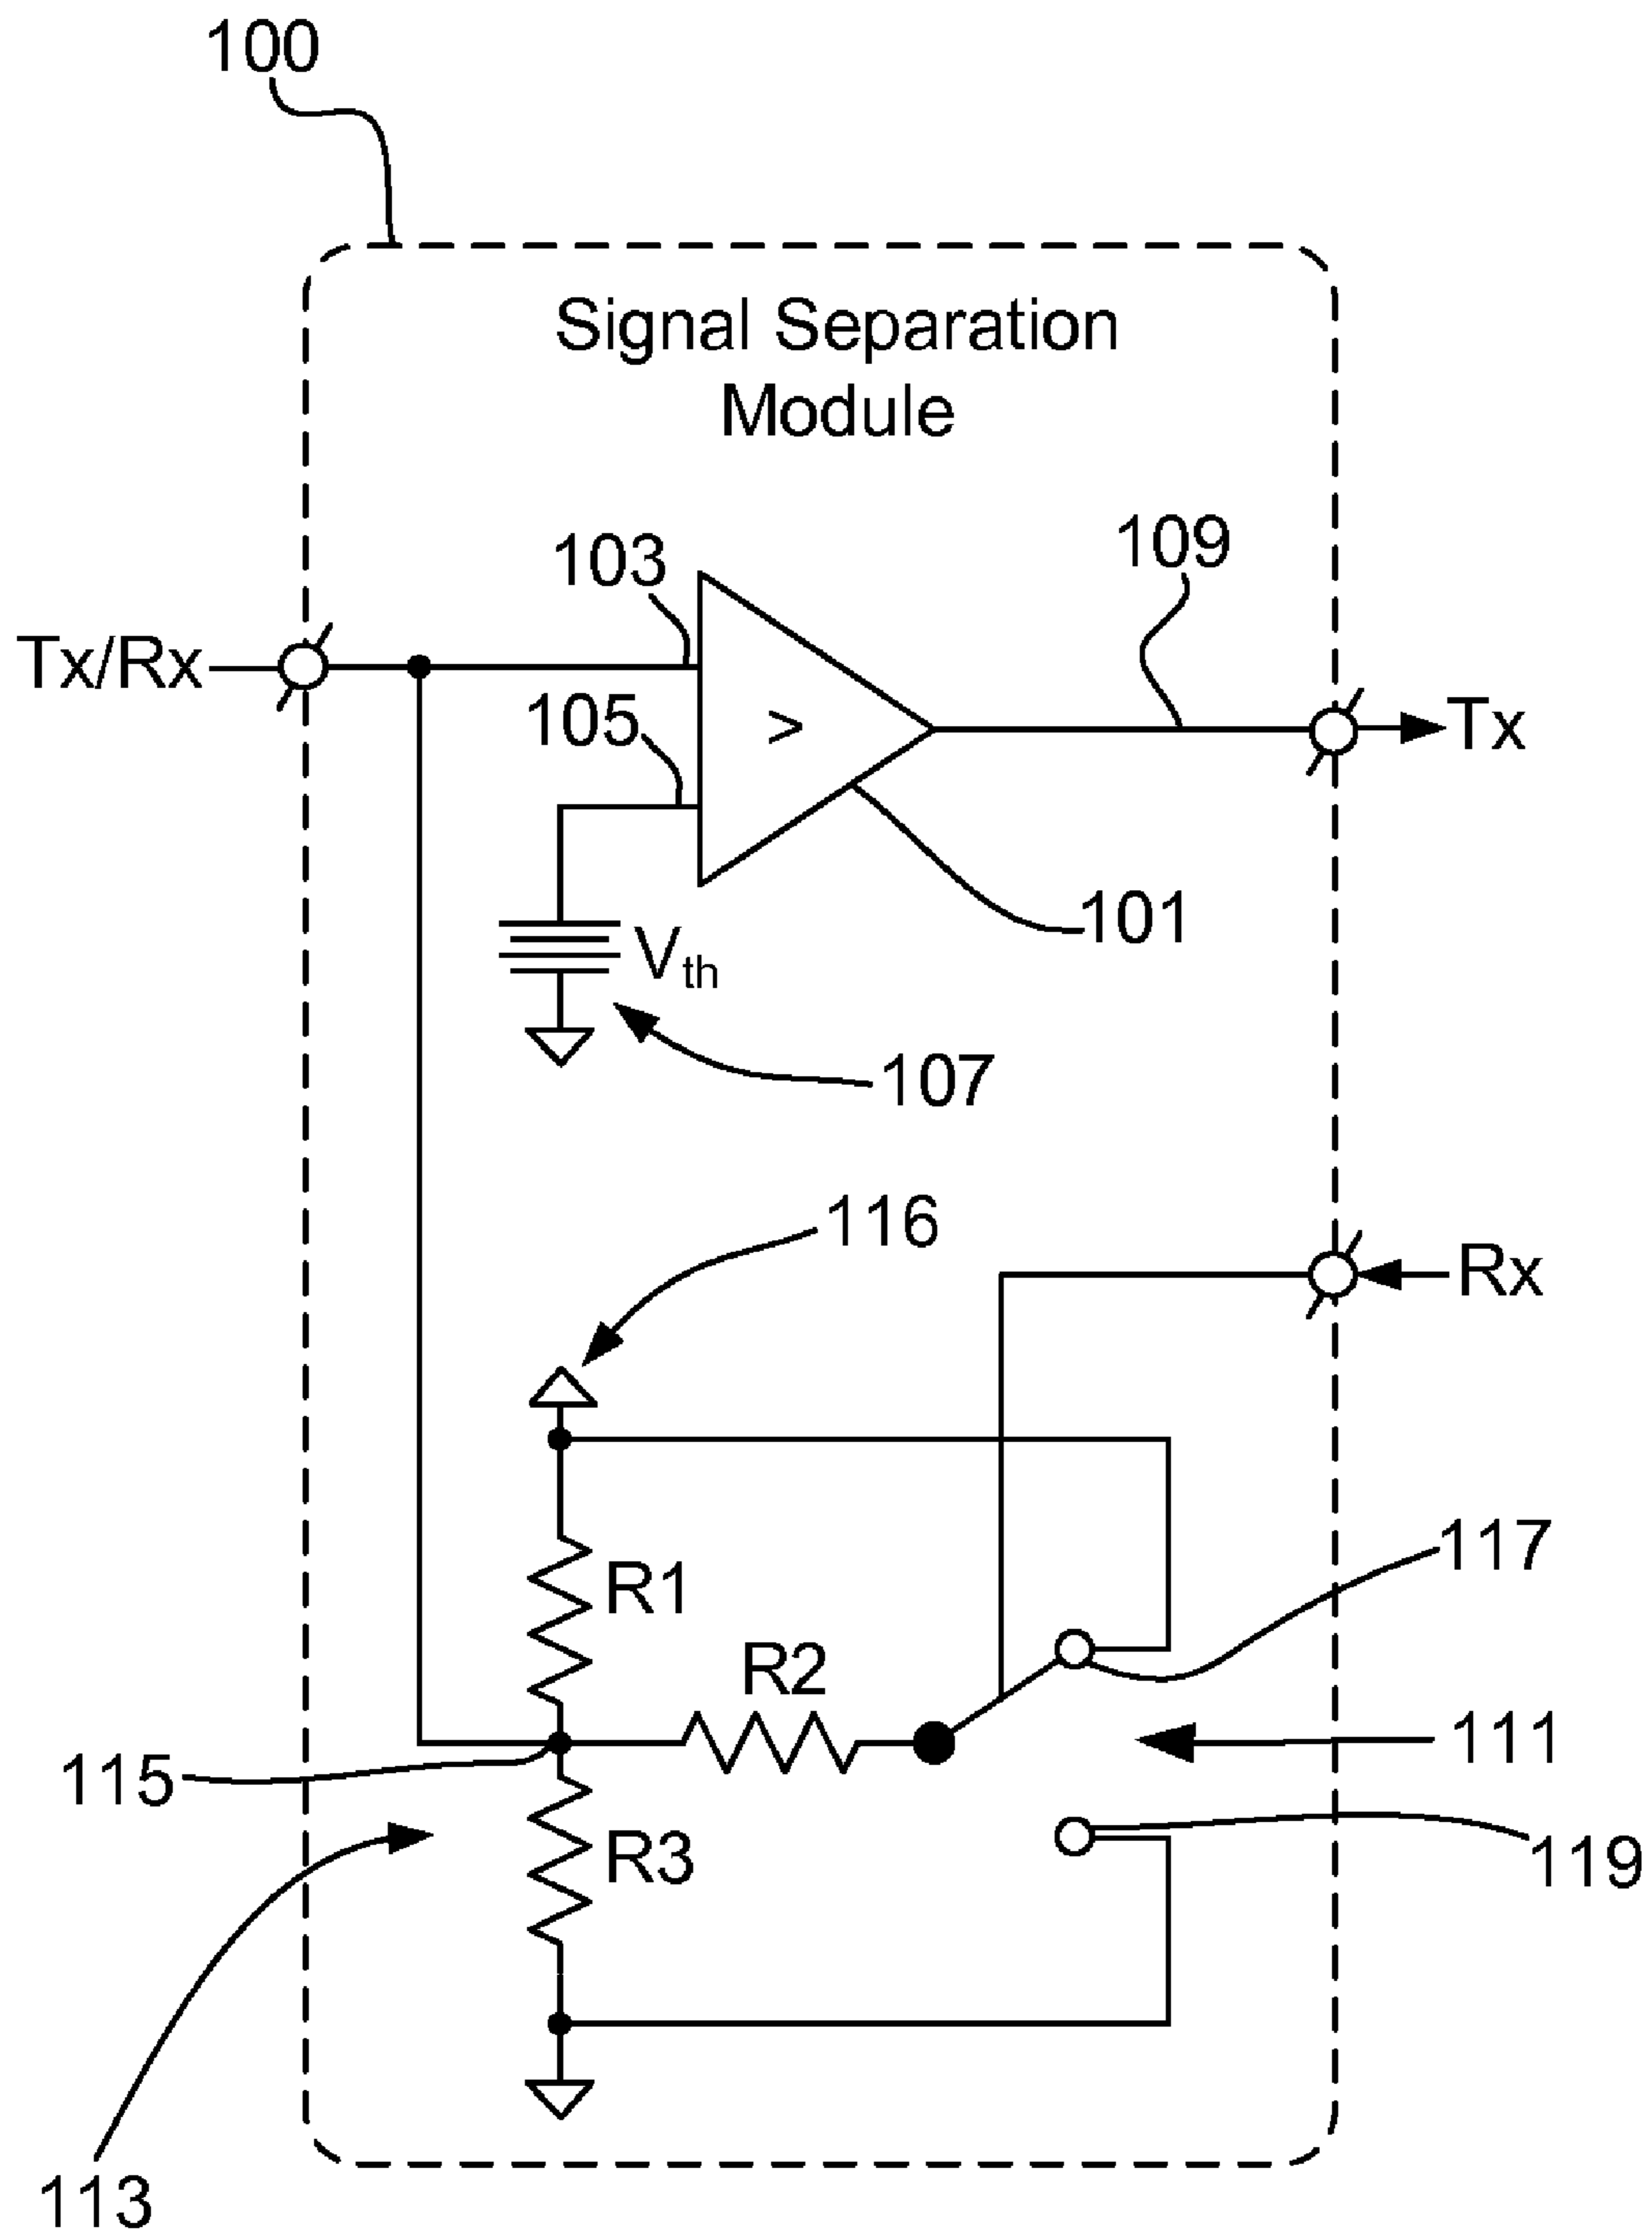 100
Signal Separation
Module
103
109
Tx/Rx
105
>
Tx
101
Vth
107
116
Rx
117
R1
R2
111
115
R3
119
113